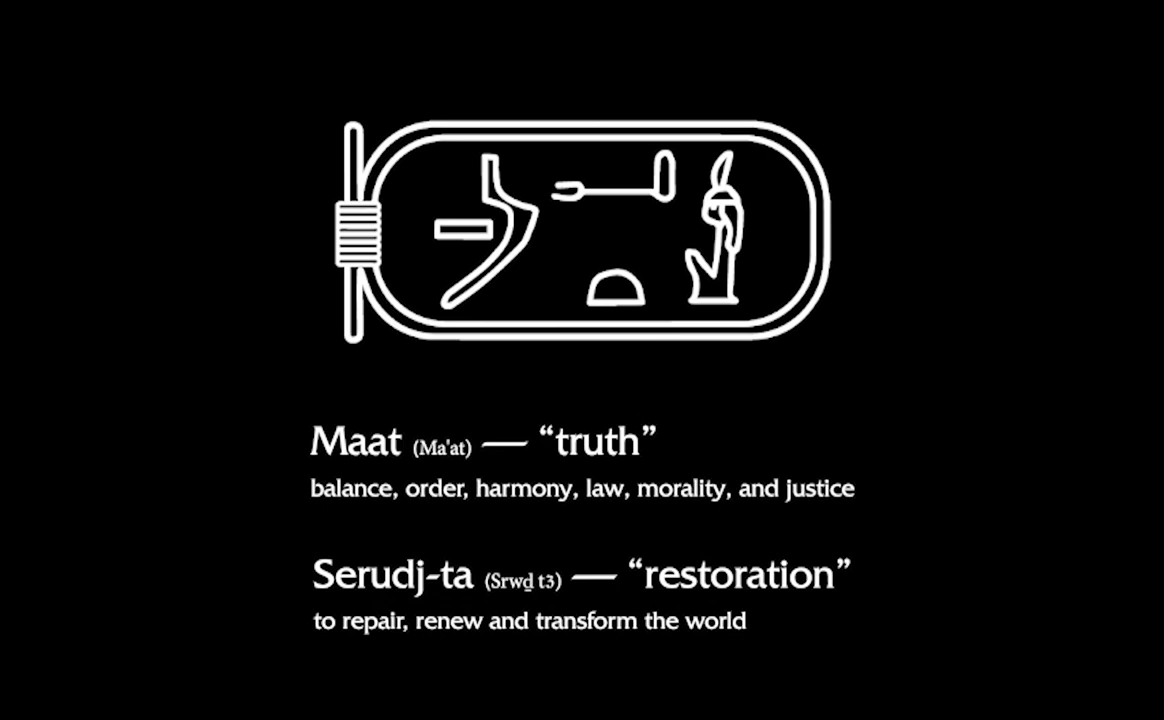 Maat (Ma'at) — “truth”
balance, order, harmony, law, morality, and justice
Serudj-ta (Srwḏ t3) — “restoration”
to repair, renew and transform the world